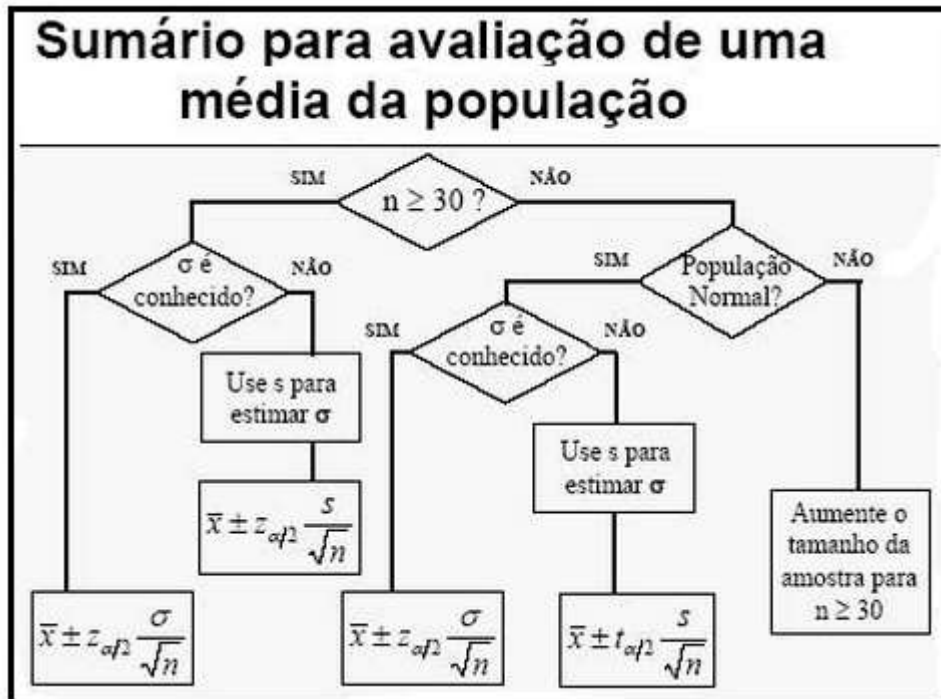 Sumário para avaliação de uma
média da população
SIM
n ≥ 30 ?
NÃO
SIM
σ é
conhecido?
NÃO
SIM
População
Normal?
NÃO
SIM
σ é
conhecido?
NÃO
Use s para
estimar σ
Use s para
estimar σ
x̄ ± z_{α/2} s/√n
Aumente o
tamanho da
amostra para
n ≥ 30
x̄ ± z_{α/2} σ/√n
x̄ ± z_{α/2} σ/√n
x̄ ± t_{α/2} s/√n